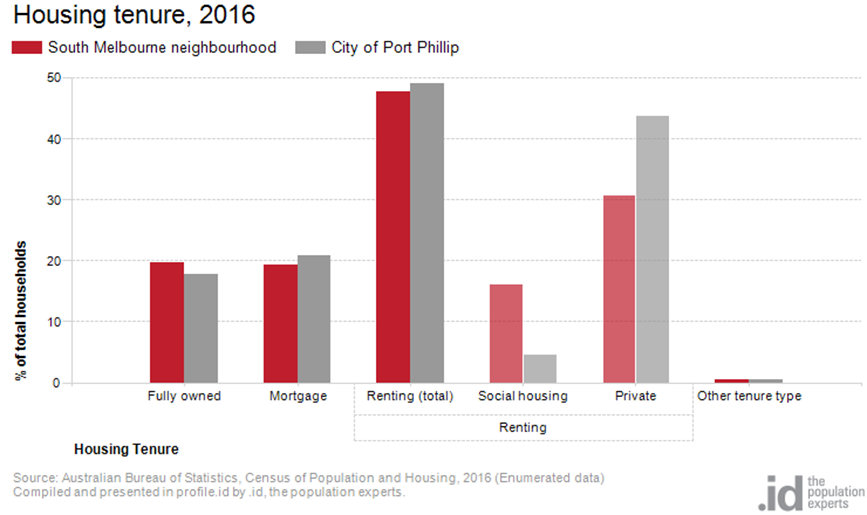 Housing tenure, 2016
South Melbourne neighbourhood City of Port Phillip
50
40
30
20
10
0
% of total households
Fully owned Mortgage Renting (total) Social housing Private Other tenure type
Renting
Housing Tenure
Source: Australian Bureau of Statistics, Census of Population and Housing, 2016 (Enumerated data)
Compiled and presented in profile.id by .id, the population experts.
.id the
population
experts